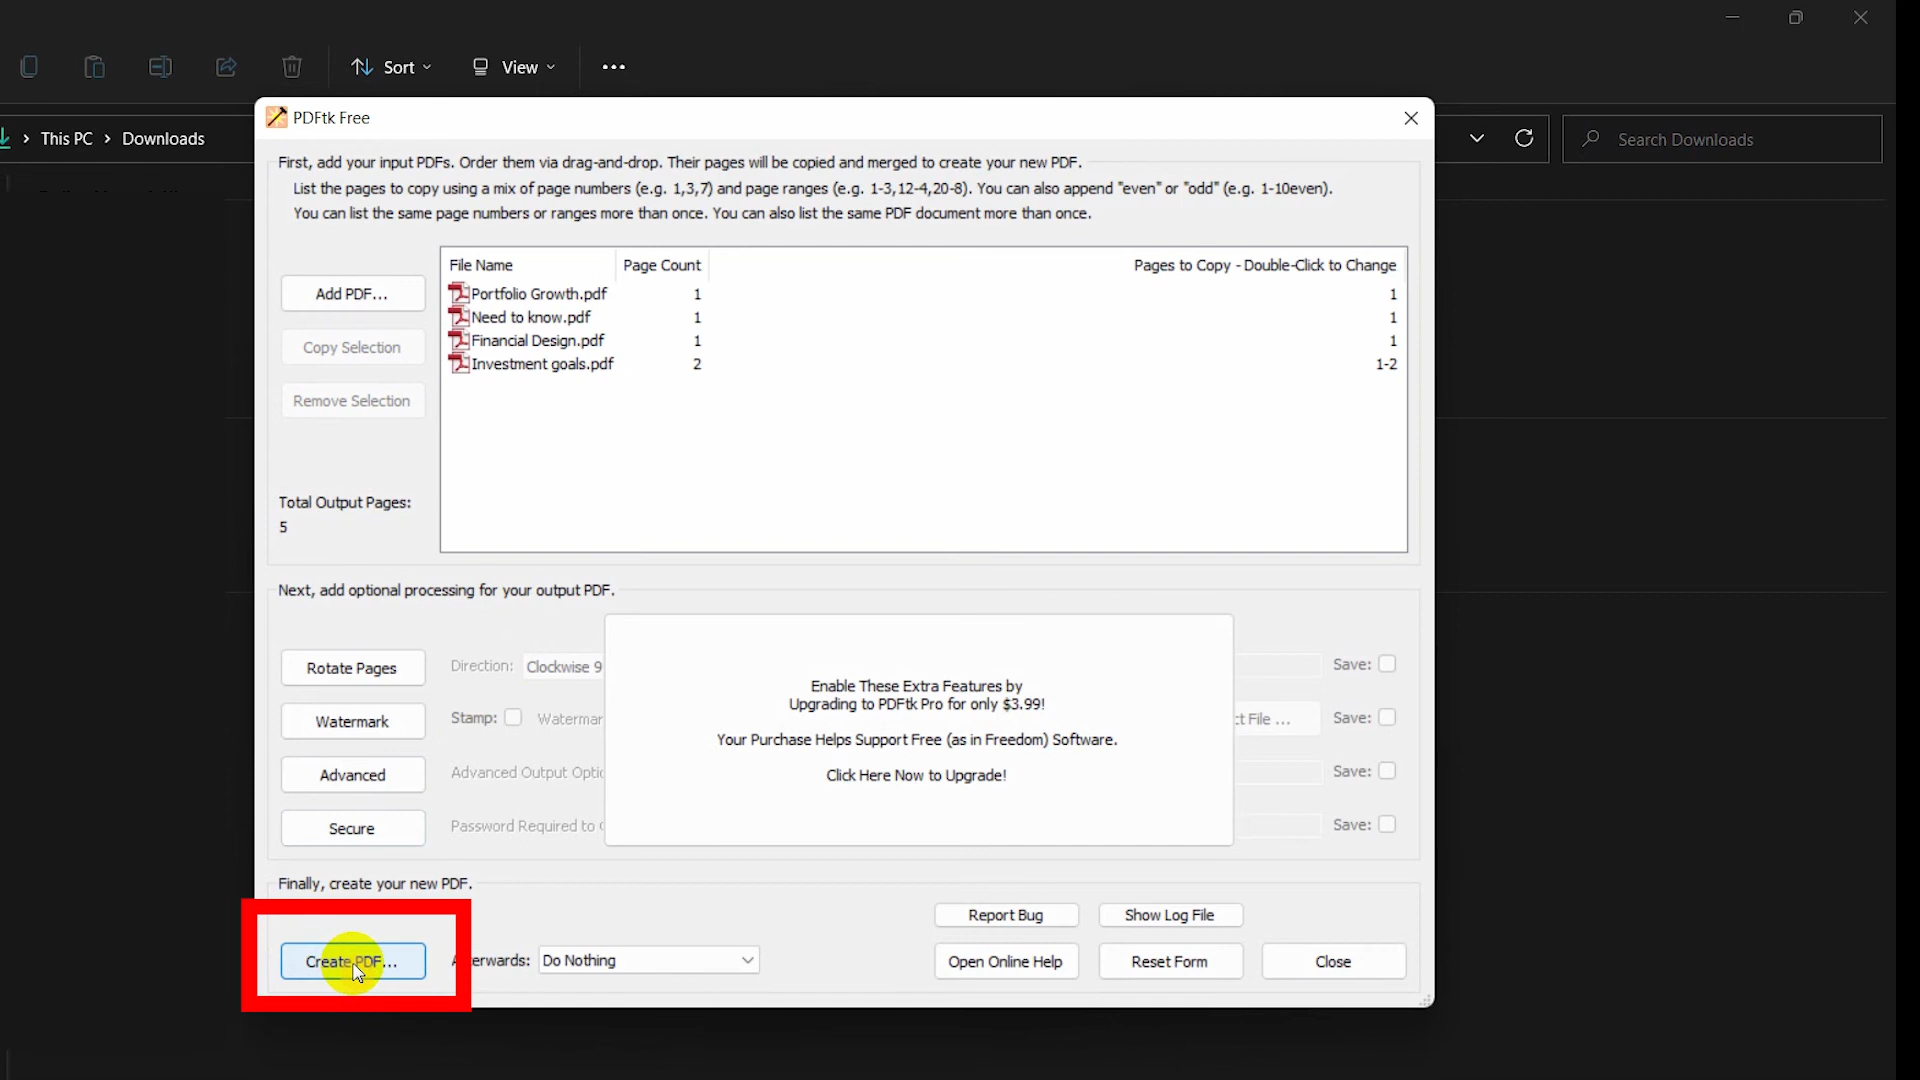 Sort
View
This PC > Downloads
Search Downloads
PDFtk Free
First, add your input PDFs. Order them via drag-and-drop. Their pages will be copied and merged to create your new PDF.
List the pages to copy using a mix of page numbers (e.g. 1,3,7) and page ranges (e.g. 1-3,12-4,20-8). You can also append "even" or "odd" (e.g. 1-10even).
You can list the same page numbers or ranges more than once. You can also list the same PDF document more than once.
File Name Page Count Pages to Copy - Double-Click to Change
Portfolio Growth.pdf 1 1
Need to know.pdf 1 1
Financial Design.pdf 1 1
Investment goals.pdf 2 1-2
Add PDF...
Copy Selection
Remove Selection
Total Output Pages:
5
Next, add optional processing for your output PDF.
Rotate Pages Direction: Clockwise 9 Save:
Watermark Stamp: Watermar ct File ... Save:
Advanced Advanced Output Optic Save:
Secure Password Required to Save:
Enable These Extra Features by
Upgrading to PDFtk Pro for only $3.99!
Your Purchase Helps Support Free (as in Freedom) Software.
Click Here Now to Upgrade!
Finally, create your new PDF.
Report Bug Show Log File
Create PDF... erwards: Do Nothing Open Online Help Reset Form Close